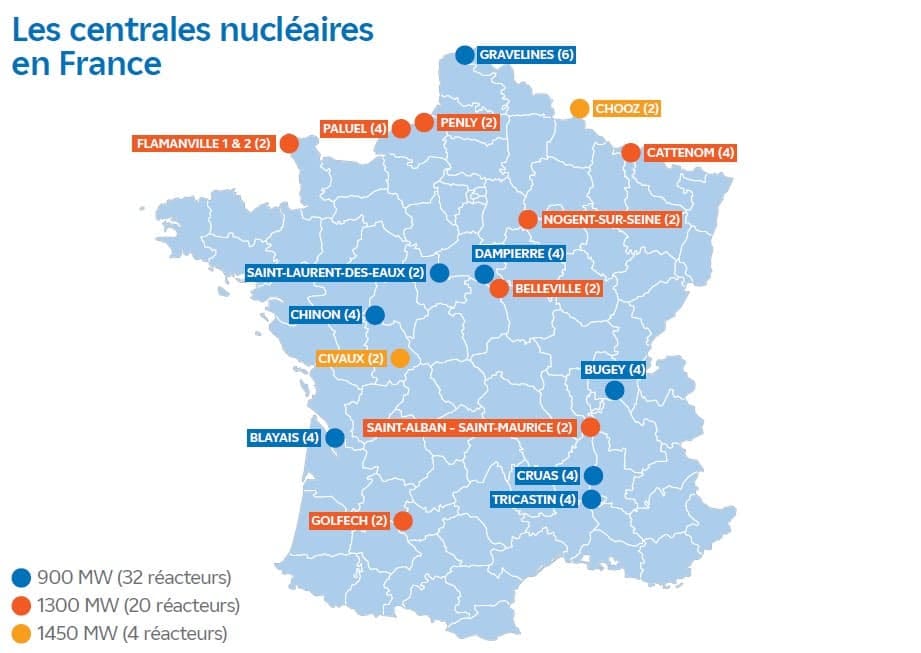 Les centrales nucléaires
en France
GRAVELINES (6)
CHOOZ (2)
PENLY (2)
PALUEL (4)
FLAMANVILLE 1 & 2 (2)
CATTENOM (4)
NOGENT-SUR-SEINE (2)
DAMPIERRE (4)
SAINT-LAURENT-DES-EAUX (2)
BELLEVILLE (2)
CHINON (4)
CIVAUX (2)
BUGEY (4)
SAINT-ALBAN – SAINT-MAURICE (2)
BLAYAIS (4)
CRUAS (4)
TRICASTIN (4)
GOLFECH (2)
900 MW (32 réacteurs)
1300 MW (20 réacteurs)
1450 MW (4 réacteurs)